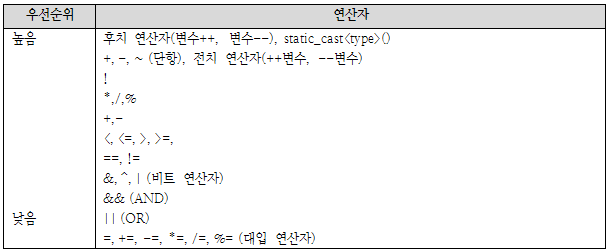 우선순위 연산자
높음 후치 연산자(변수++, 변수--), static_cast<type>()
+, -, ~ (단항), 전치 연산자(++변수, --변수)
!
*,/,%
+,-
<, <=, >, >=,
==, !=
&, ^, | (비트 연산자)
&& (AND)
낮음 || (OR)
=, +=, -=, *=, /=, %= (대입 연산자)